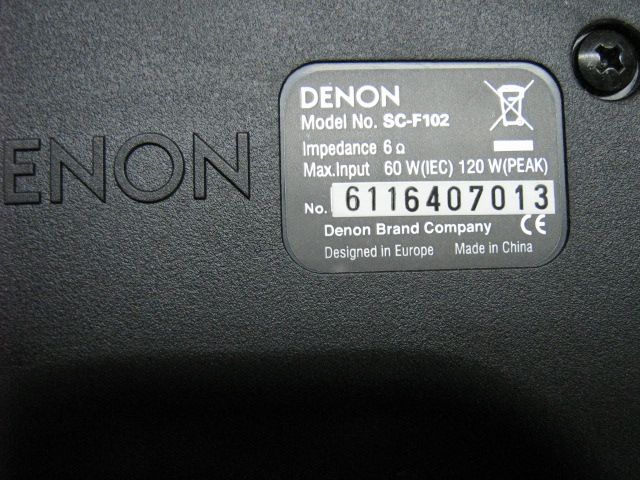 ENON
DENON
Model No. SC-F102
Impedance 6 Ω
Max.Input 60 W(IEC) 120 W(PEAK)
No. 6116407013
Denon Brand Company CE
Designed in Europe Made in China